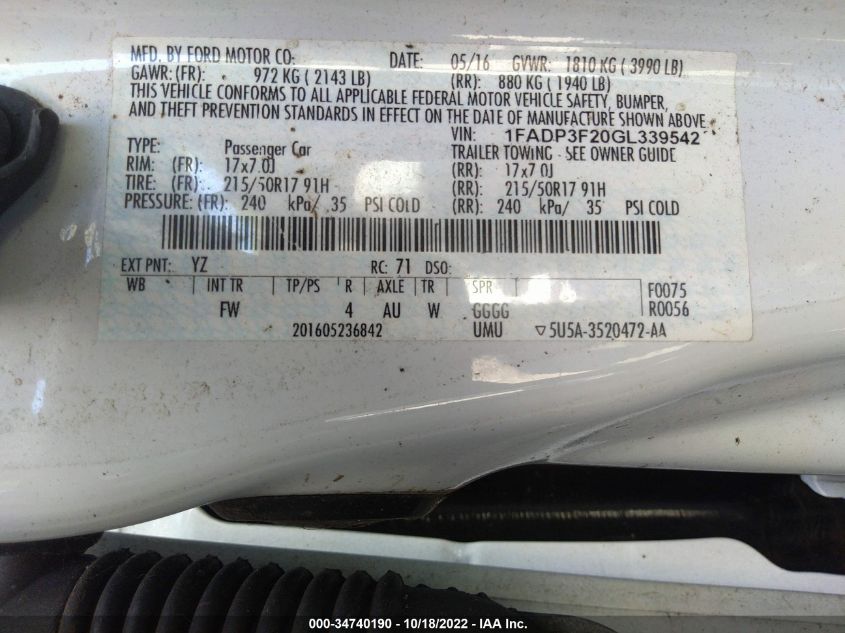 MFD. BY FORD MOTOR CO: DATE: 05/16 GVWR: 1810 KG ( 3990 LB)
GAWR: (FR): 972 KG ( 2143 LB) (RR): 880 KG ( 1940 LB)
THIS VEHICLE CONFORMS TO ALL APPLICABLE FEDERAL MOTOR VEHICLE SAFETY, BUMPER,
AND THEFT PREVENTION STANDARDS IN EFFECT ON THE DATE OF MANUFACTURE SHOWN ABOVE.
VIN: 1FADP3F20GL339542
TYPE: Passenger Car TRAILER TOWING - SEE OWNER GUIDE
RIM: (FR): 17x7.0J (RR): 17x7.0J
TIRE: (FR): 215/50R17 91H (RR): 215/50R17 91H
PRESSURE: (FR): 240 kPa/ 35 PSI COLD (RR): 240 kPa/ 35 PSI COLD
EXT PNT: YZ RC: 71 DSO:
WB INT TR TP/PS R AXLE TR SPR F0075
FW 4 AU W GGGG R0056
201605236842 UMU ▽5U5A-3520472-AA
000-34740190 - 10/18/2022 - IAA Inc.